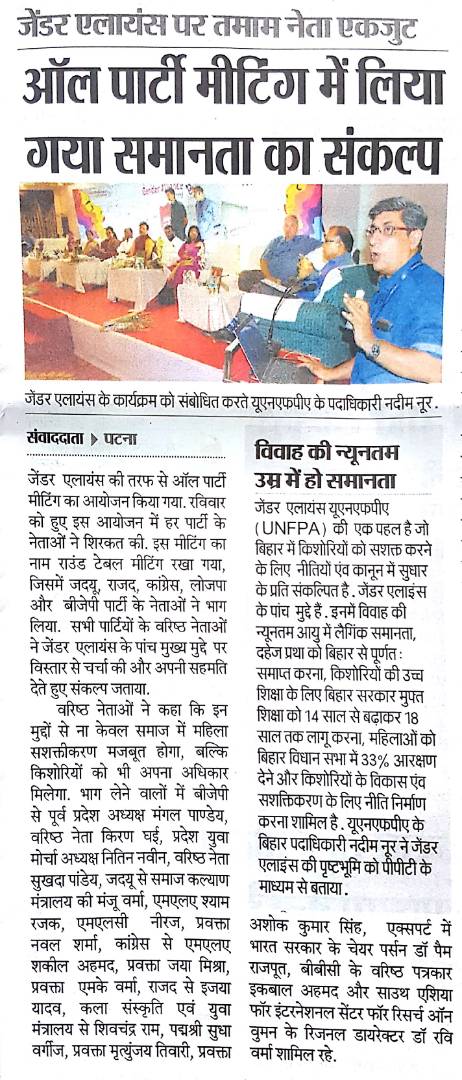 जेंडर एलायंस पर तमाम नेता एकजुट
ऑल पार्टी मीटिंग में लिया
गया समानता का संकल्प
जेंडर एलायंस के कार्यक्रम को संबोधित करते यूएनएफपीए के पदाधिकारी नदीम नूर.
संवाददाता ▶ पटना
जेंडर एलायंस की तरफ से ऑल पार्टी
मीटिंग का आयोजन किया गया. रविवार
को हुए इस आयोजन में हर पार्टी के
नेताओं ने शिरकत की. इस मीटिंग का
नाम राउंड टेबल मीटिंग रखा गया,
जिसमें जदयू, राजद, कांग्रेस, लोजपा
और बीजेपी पार्टी के नेताओं ने भाग
लिया. सभी पार्टियों के वरिष्ठ नेताओं
ने जेंडर एलायंस के पांच मुख्य मुद्दे पर
विस्तार से चर्चा की और अपनी सहमति
देते हुए संकल्प जताया.
वरिष्ठ नेताओं ने कहा कि इन
मुद्दों से ना केवल समाज में महिला
सशक्तीकरण मजबूत होगा, बल्कि
किशोरियों को भी अपना अधिकार
मिलेगा. भाग लेने वालों में बीजेपी
से पूर्व प्रदेश अध्यक्ष मंगल पाण्डेय,
वरिष्ठ नेता किरण घई, प्रदेश युवा
मोर्चा अध्यक्ष नितिन नवीन, वरिष्ठ नेता
सुखदा पांडेय, जदयू से समाज कल्याण
मंत्रालय की मंजू वर्मा, एमएलए श्याम
रजक, एमएलसी नीरज, प्रवक्ता
नवल शर्मा, कांग्रेस से एमएलए
शकील अहमद, प्रवक्ता जया मिश्रा,
प्रवक्ता एमके वर्मा, राजद से इजया
यादव, कला संस्कृति एवं युवा
मंत्रालय से शिवचंद्र राम, पद्मश्री सुधा
वर्गीज, प्रवक्ता मृत्युंजय तिवारी, प्रवक्ता
विवाह की न्यूनतम
उम्र में हो समानता
जेंडर एलायंस यूएनएफपीए
(UNFPA) की एक पहल है जो
बिहार में किशोरियों को सशक्त करने
के लिए नीतियों एंव कानून में सुधार
के प्रति संकल्पित है. जेंडर एलाइंस
के पांच मुद्दे हैं. इनमें विवाह की
न्यूनतम आयु में लैगिंक समानता,
दहेज प्रथा को बिहार से पूर्णत:
समाप्त करना, किशोरियों की उच्च
शिक्षा के लिए बिहार सरकार मुफ्त
शिक्षा को 14 साल से बढ़ाकर 18
साल तक लागू करना, महिलाओं को
बिहार विधान सभा में 33% आरक्षण
देने और किशोरियों के विकास एंव
सशक्तिकरण के लिए नीति निर्माण
करना शामिल है. यूएनएफपीए के
बिहार पदाधिकारी नदीम नूर ने जेंडर
एलाइंस की पृष्टभूमि को पीपीटी के
माध्यम से बताया.
अशोक कुमार सिंह, एक्सपर्ट में
भारत सरकार के चेयर पर्सन डॉ पैम
राजपूत, बीबीसी के वरिष्ठ पत्रकार
इकबाल अहमद और साउथ एशिया
फॉर इंटरनेशनल सेंटर फॉर रिसर्च ऑन
वुमन के रिजनल डायरेक्टर डॉ रवि
वर्मा शामिल रहे.